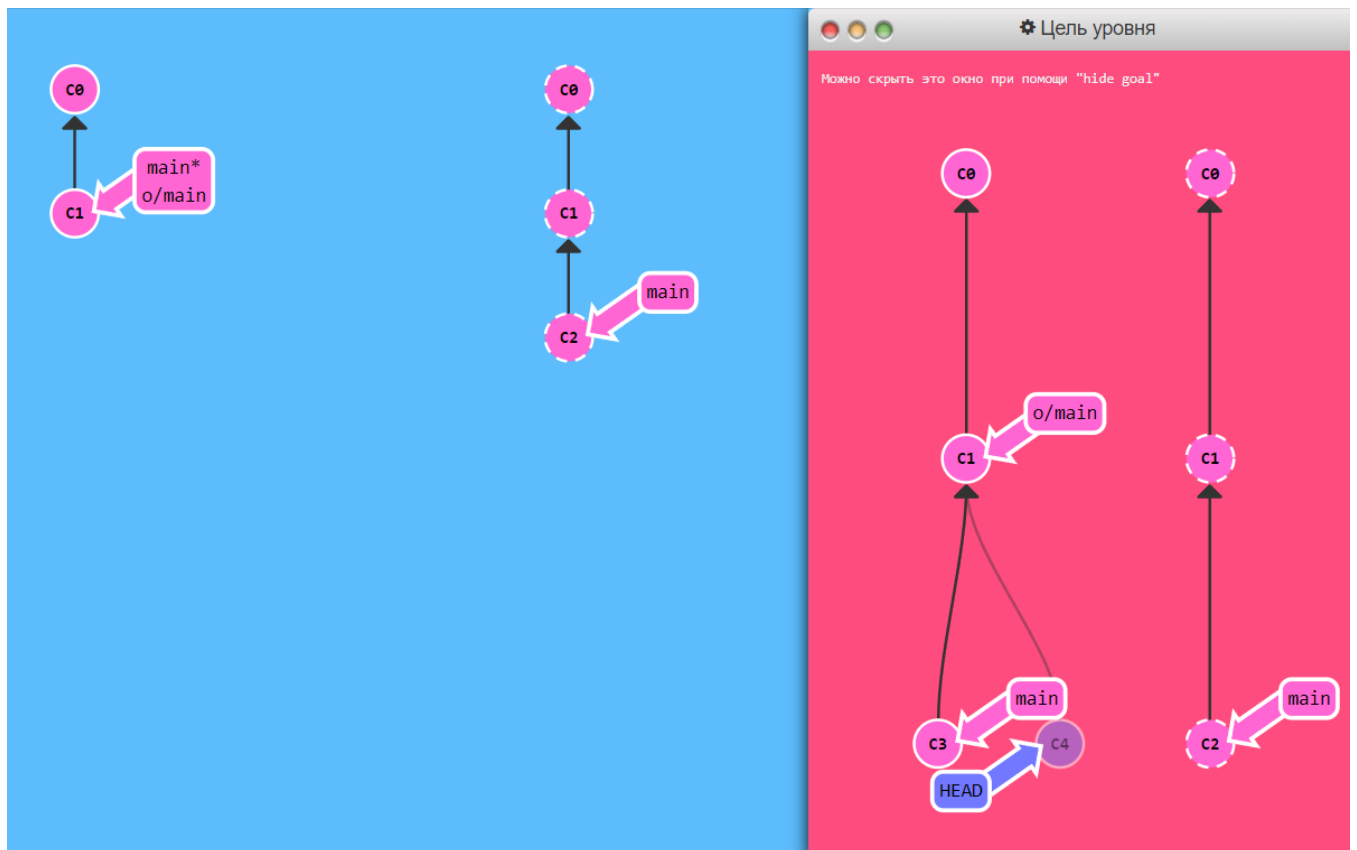 C0
main*
o/main
C1
C0
C1
main
C2
Цель уровня
Можно скрыть это окно при помощи "hide goal"
C0
C0
o/main
C1
C1
main
main
C3
C4
C2
HEAD